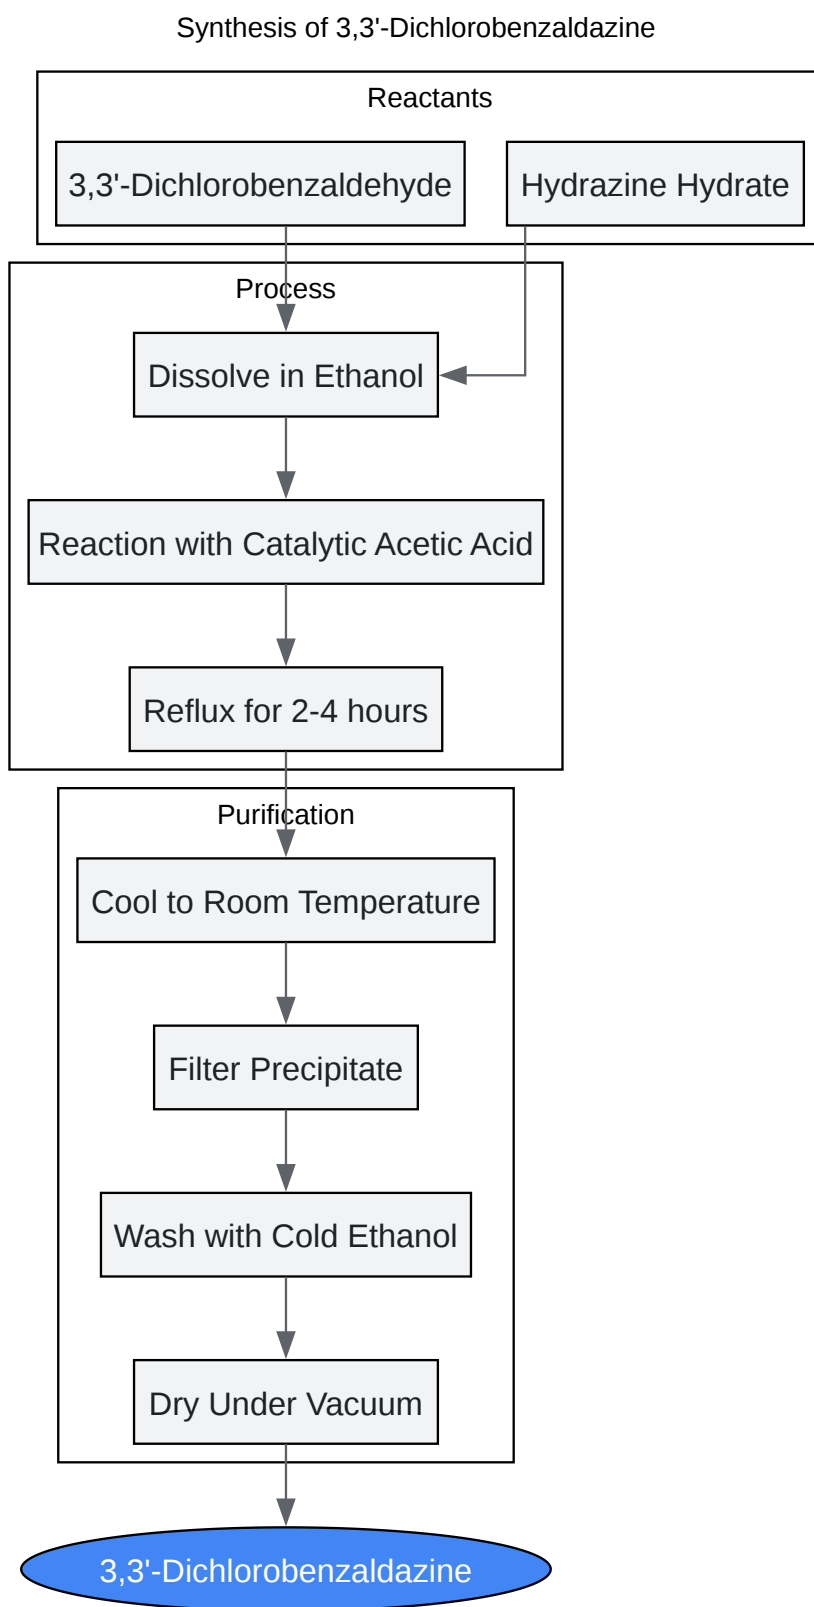 Synthesis of 3,3'-Dichlorobenzaldazine
Reactants
3,3'-Dichlorobenzaldehyde
Hydrazine Hydrate
Process
Dissolve in Ethanol
Reaction with Catalytic Acetic Acid
Reflux for 2-4 hours
Purification
Cool to Room Temperature
Filter Precipitate
Wash with Cold Ethanol
Dry Under Vacuum
3,3'-Dichlorobenzaldazine